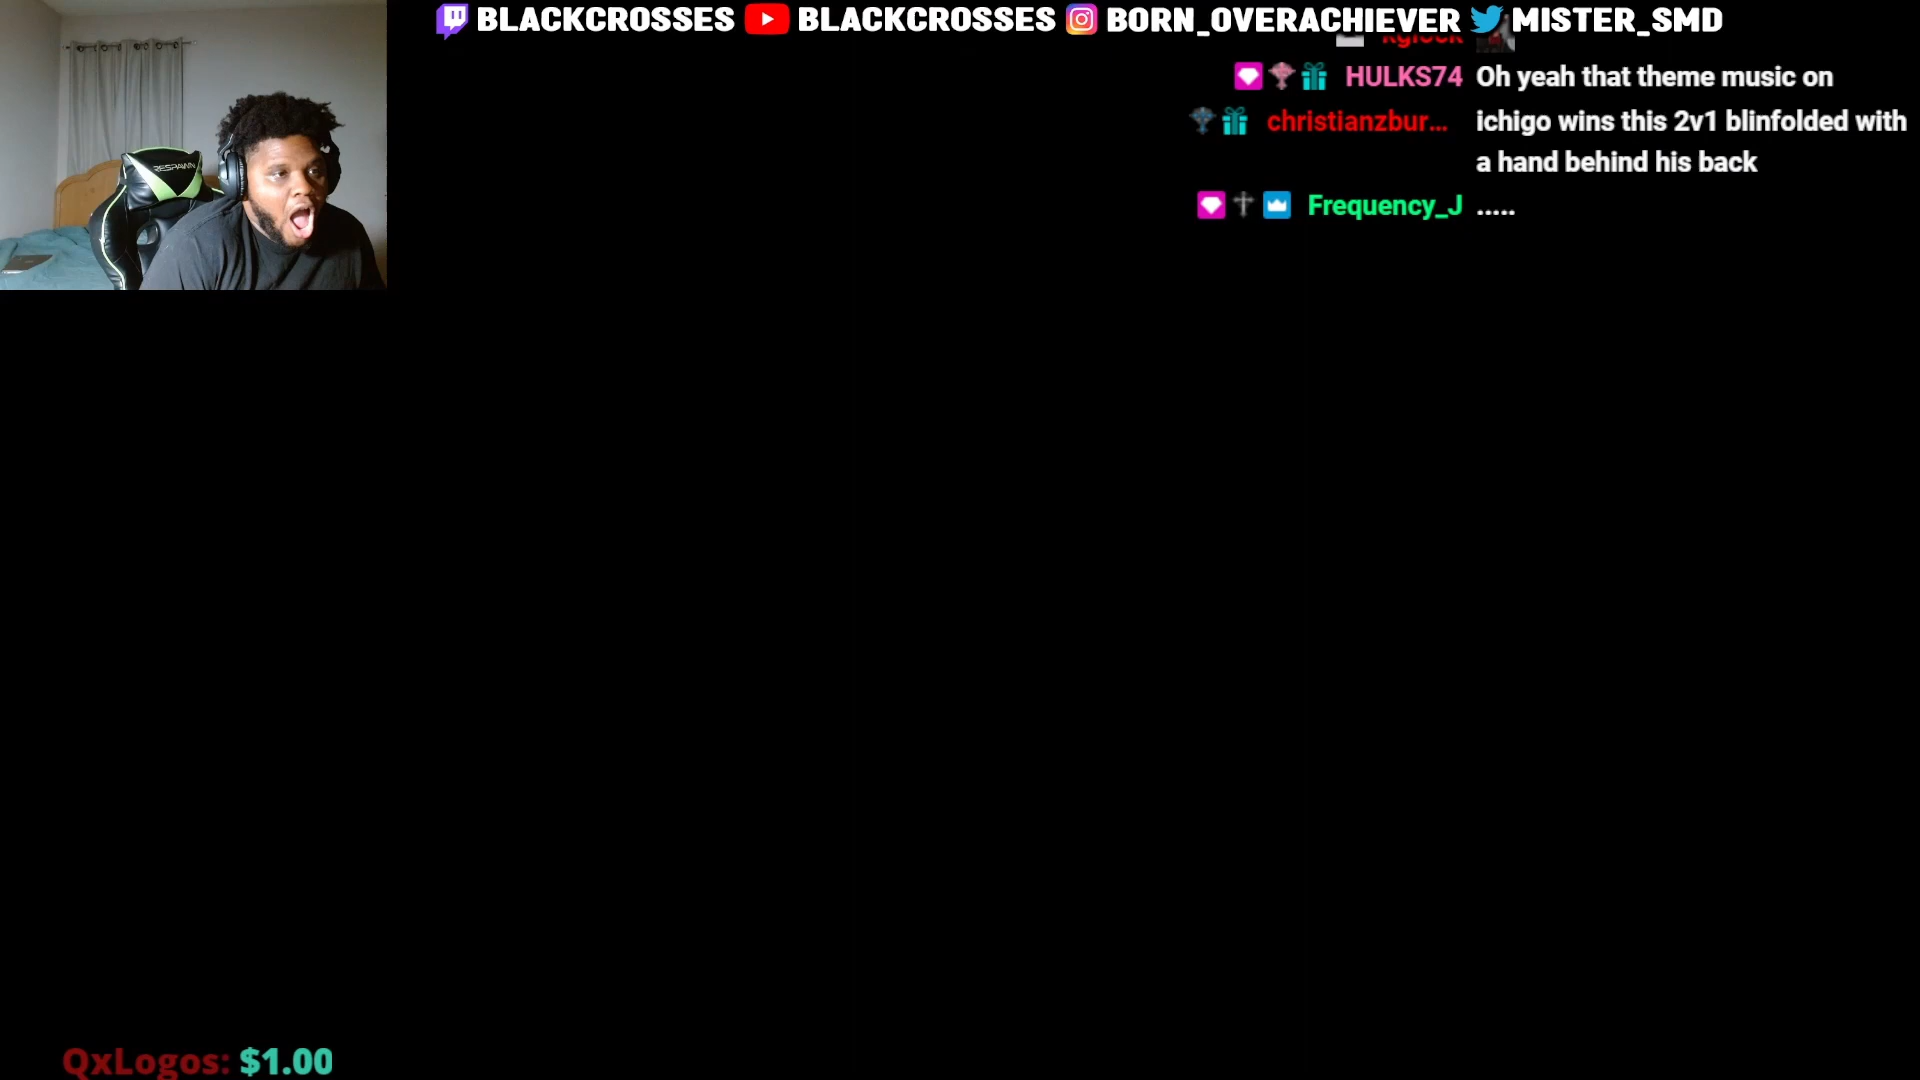 BLACKCROSSES BLACKCROSSES BORN_OVERACHIEVER MISTER_SMD
HULKS74 Oh yeah that theme music on
christianzbur... ichigo wins this 2v1 blinfolded with
a hand behind his back
Frequency_J .....
RESPAWN
QxLogos: $1.00